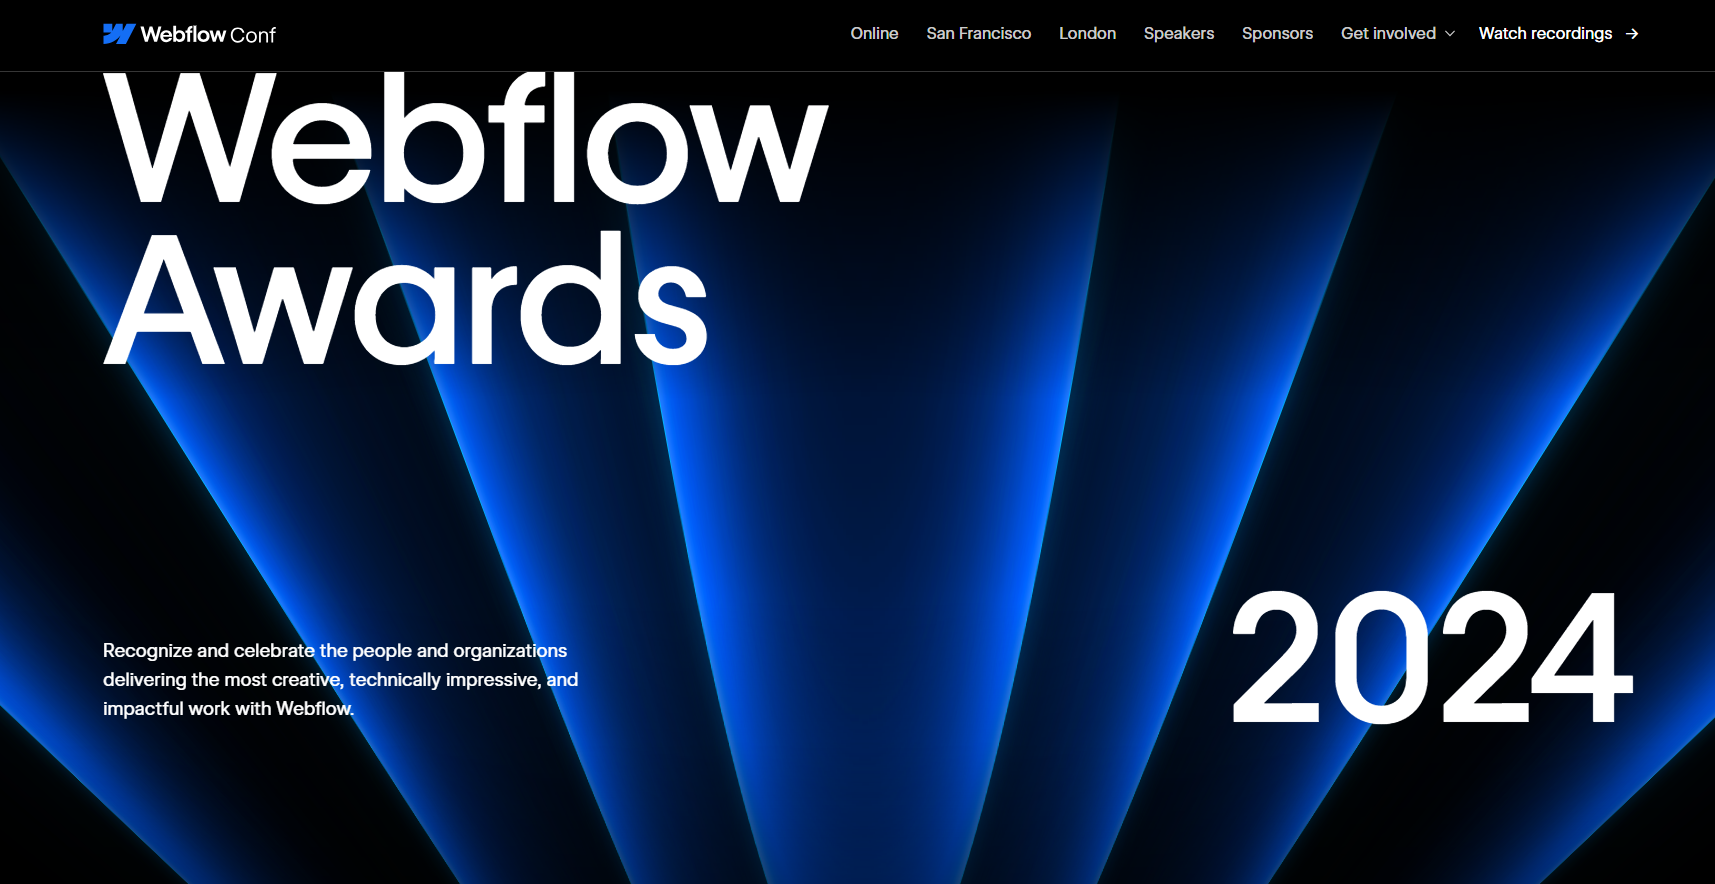 Webflow Conf
Online San Francisco London Speakers Sponsors Get involved Watch recordings
Webflow
Awards
Recognize and celebrate the people and organizations
delivering the most creative, technically impressive, and
impactful work with Webflow.
2024